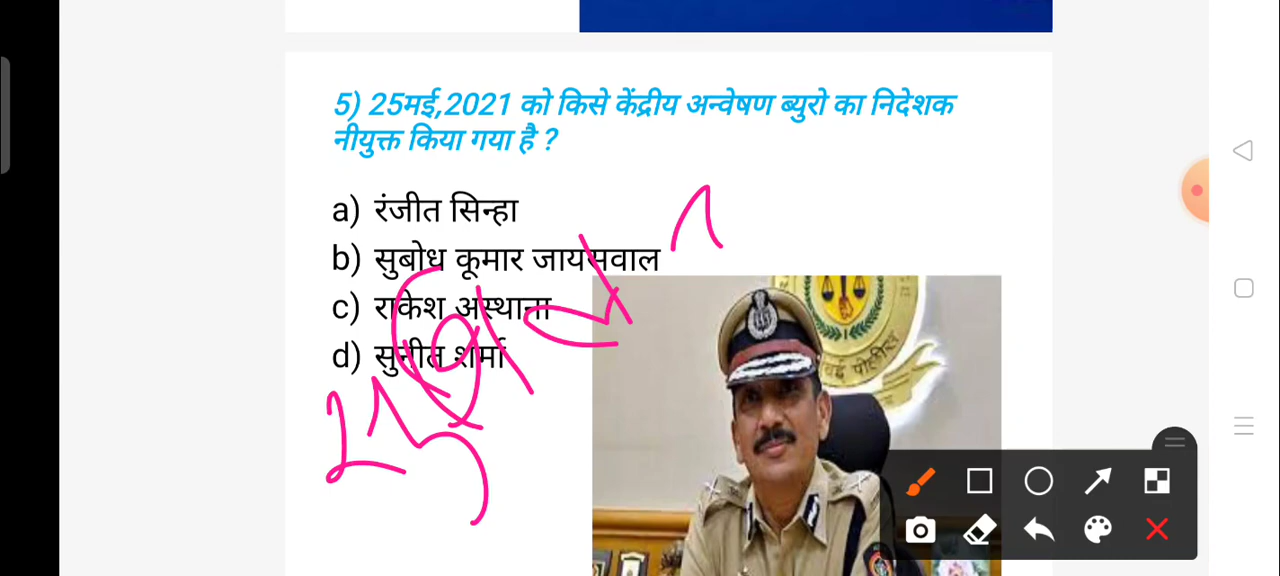 5) 25मई,2021 को किसे केंद्रीय अन्वेषण ब्युरो का निदेशक
नीयुक्त किया गया है ?
a) रंजीत सिन्हा
b) सुबोध कूमार जायसवाल
c) राकेश अस्थाना
d) सुनील शर्मा